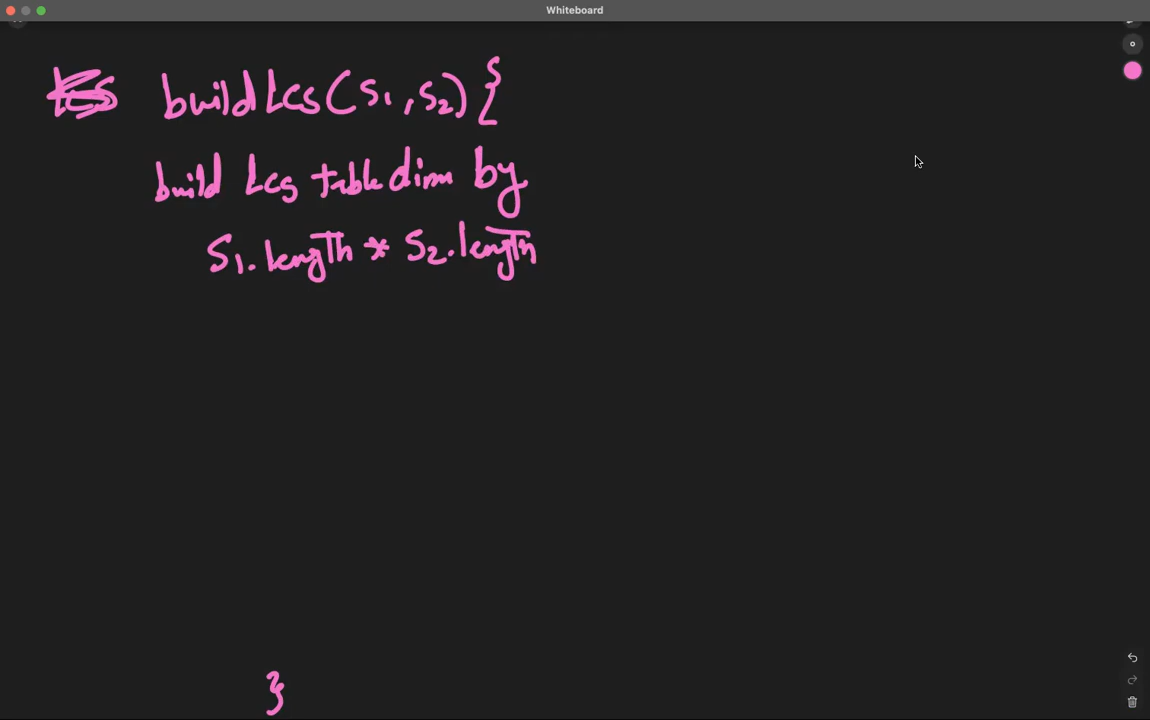 Whiteboard
buildLcs(S1,S2){
build Lcs table dim by
S1.length * S2.length
}